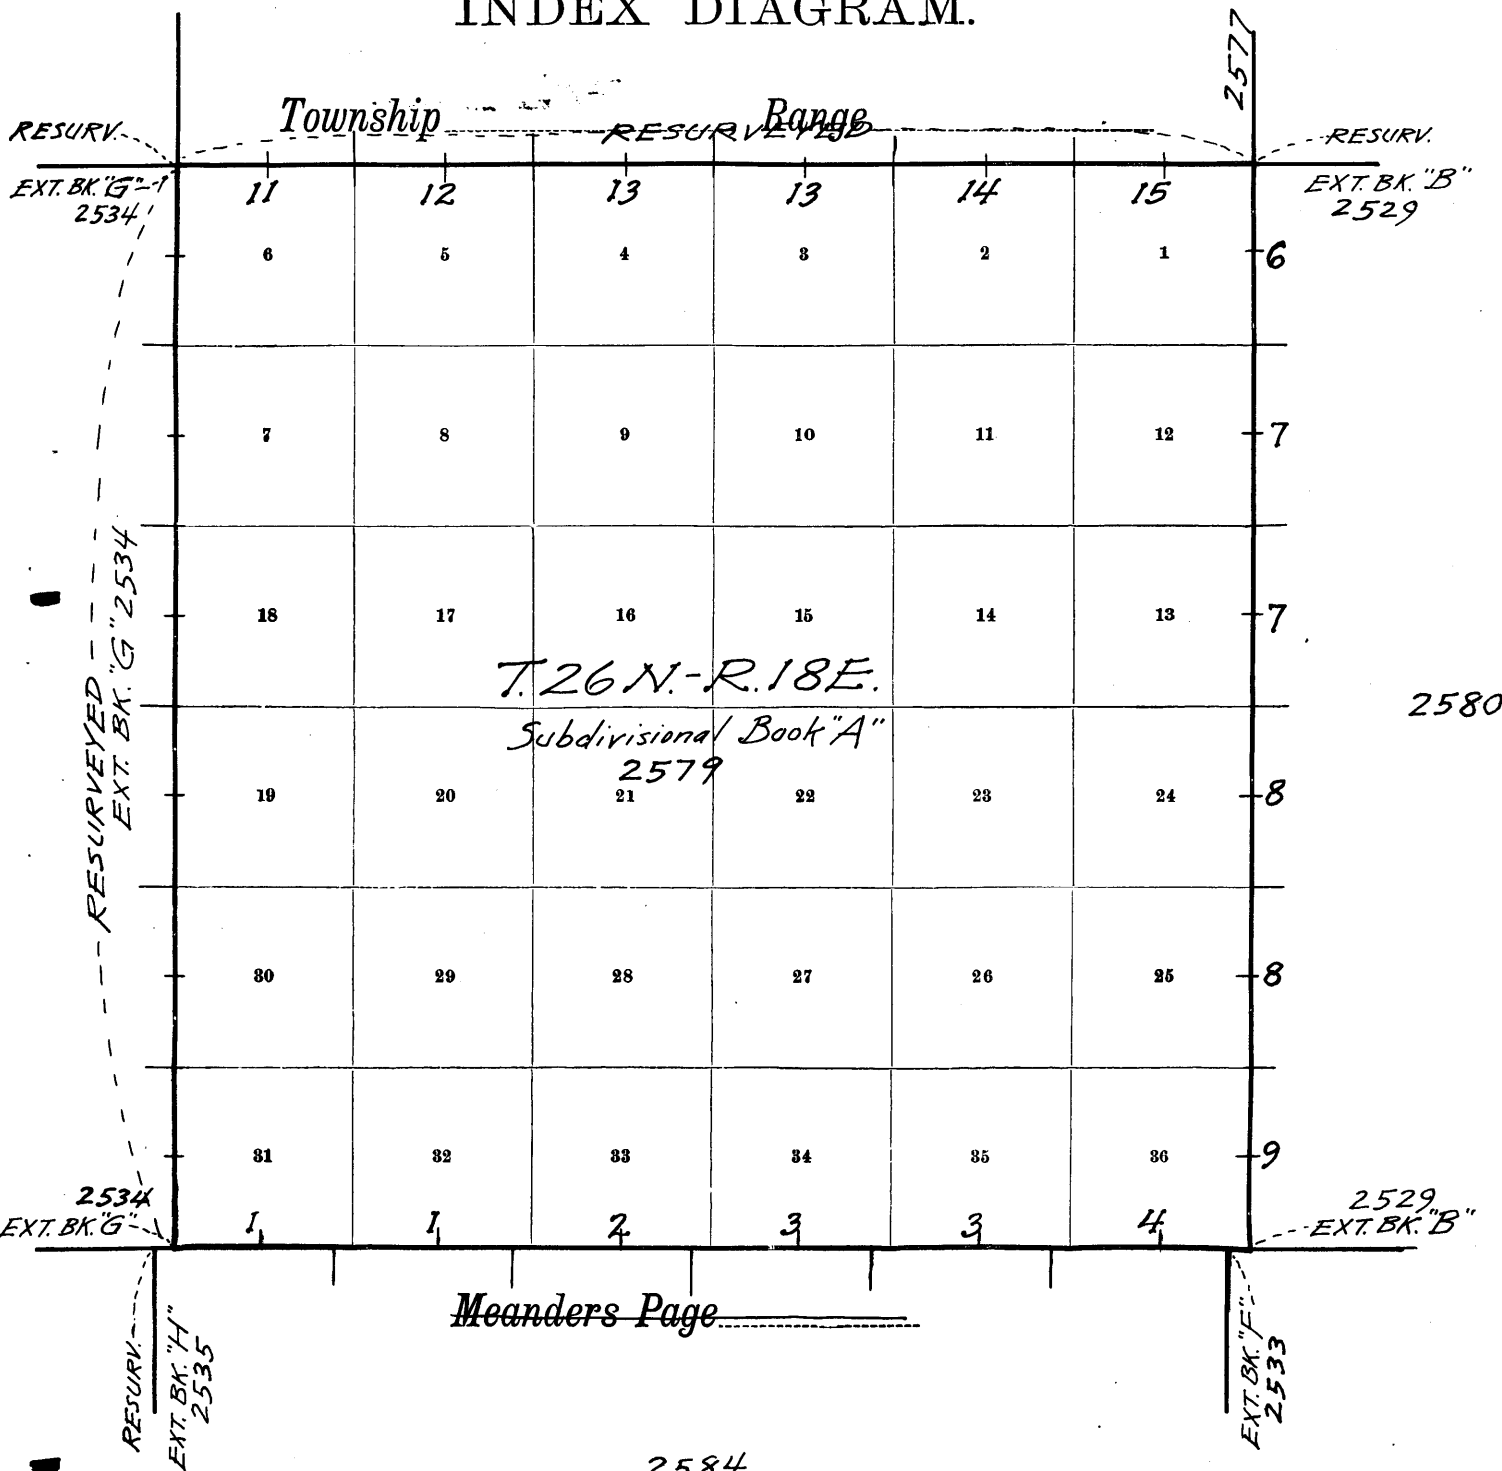 INDEX DIAGRAM.
2577
Township Range
RESURVEYED
RESURV.
RESURV.
EXT. BK. "G"
2534
EXT. BK. "B"
2529
11 12 13 13 14 15
6 5 4 3 2 1 6
7 8 9 10 11 12 7
18 17 16 15 14 13 7
T. 26 N. - R. 18 E.
2580
Subdivisional Book "A"
2579
19 20 21 22 23 24 8
30 29 28 27 26 25 8
31 32 33 34 35 36 9
RESURVEYED
EXT. BK. "G" 2534
2534
EXT. BK. "G"
1 1 2 3 3 4
2529
EXT. BK. "B"
Meanders Page
RESURV.
EXT. BK. "H"
2535
EXT. BK. "F"
2533
2584